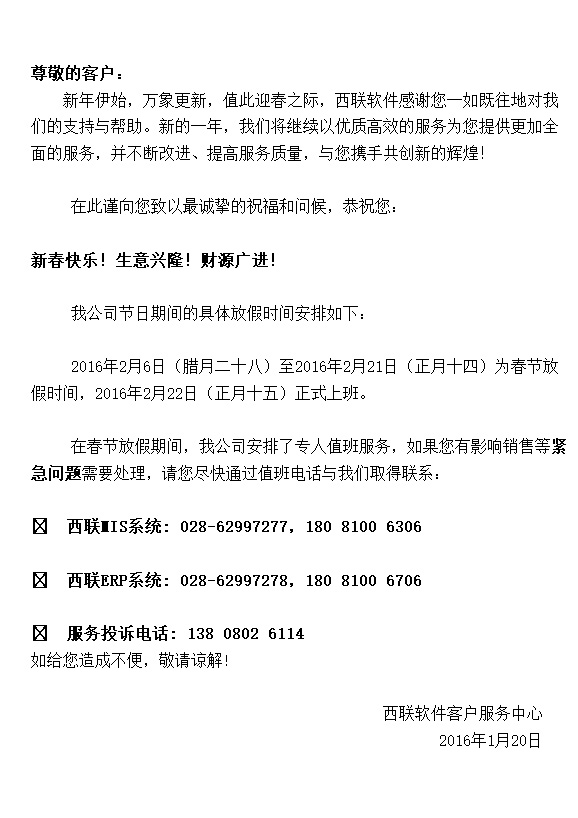 尊敬的客户：
新年伊始，万象更新，值此迎春之际，西联软件感谢您一如既往地对我
们的支持与帮助。新的一年，我们将继续以优质高效的服务为您提供更加全
面的服务，并不断改进、提高服务质量，与您携手共创新的辉煌!
在此谨向您致以最诚挚的祝福和问候，恭祝您：
新春快乐！生意兴隆！财源广进！
我公司节日期间的具体放假时间安排如下：
2016年2月6日（腊月二十八）至2016年2月21日（正月十四）为春节放
假时间，2016年2月22日（正月十五）正式上班。
在春节放假期间，我公司安排了专人值班服务，如果您有影响销售等紧
急问题需要处理，请您尽快通过值班电话与我们取得联系：
西联MIS系统：028-62997277，180 8100 6306
西联ERP系统：028-62997278，180 8100 6706
服务投诉电话：138 0802 6114
如给您造成不便，敬请谅解!
西联软件客户服务中心
2016年1月20日